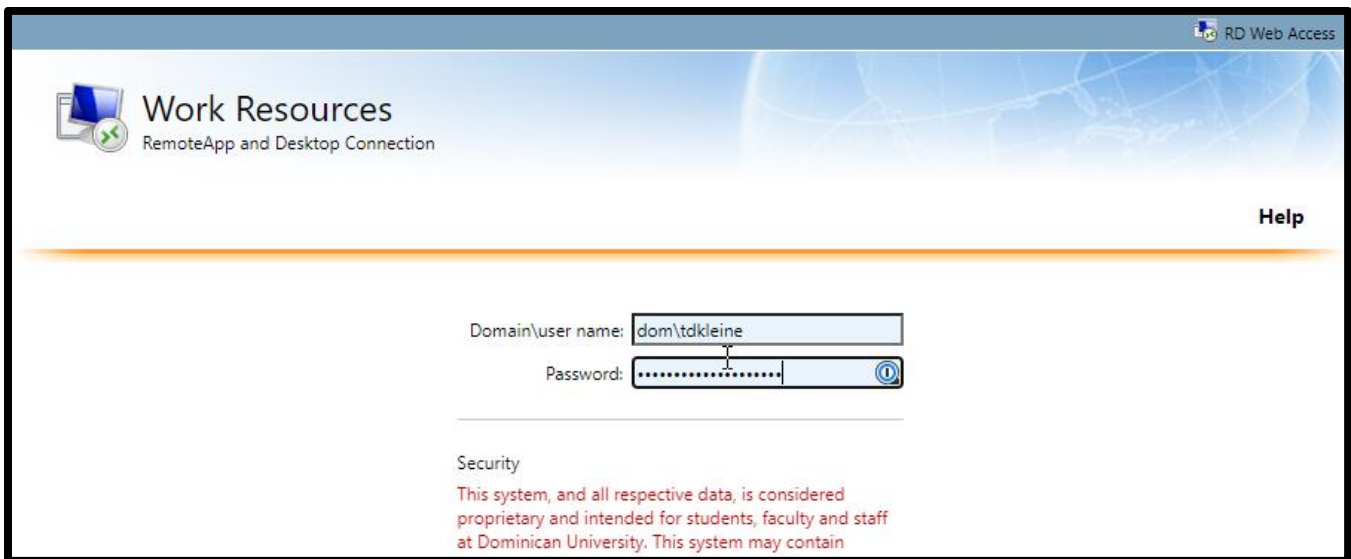 RD Web Access
Work Resources
RemoteApp and Desktop Connection
Help
Domain\user name: dom\tdkleine
Password: ••••••••••••••••••••
Security
This system, and all respective data, is considered
proprietary and intended for students, faculty and staff
at Dominican University. This system may contain